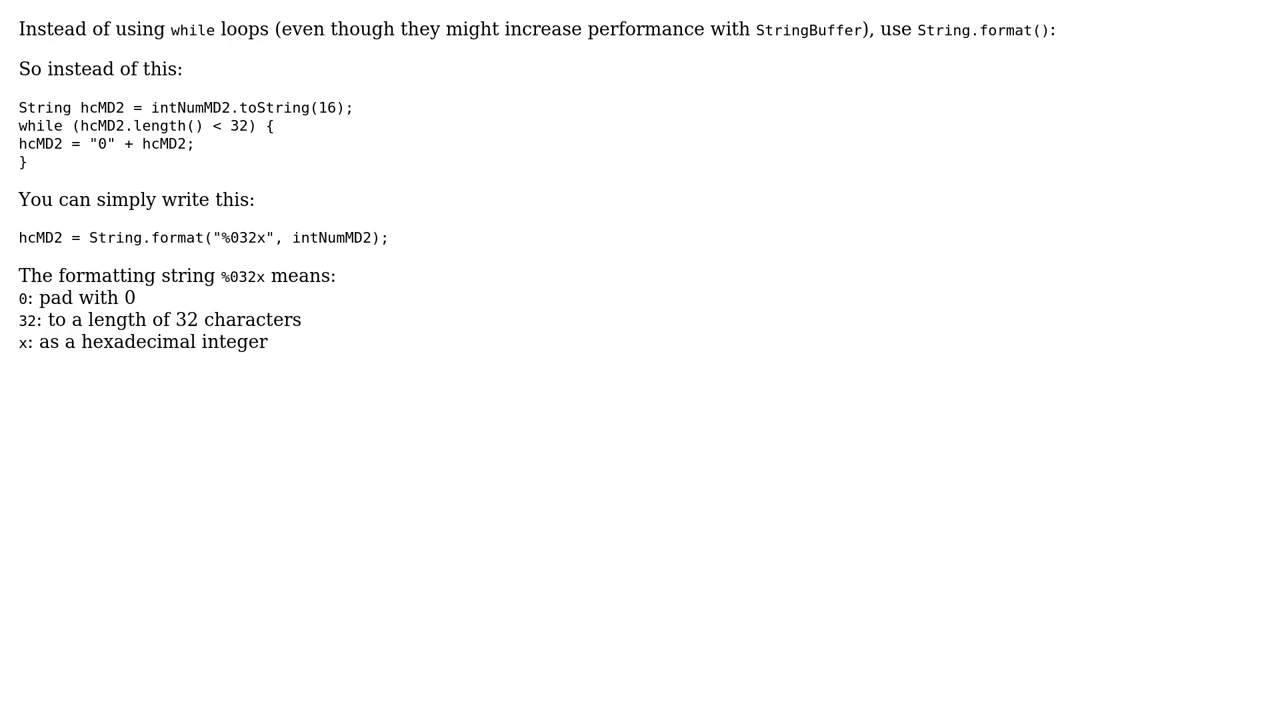 Instead of using while loops (even though they might increase performance with StringBuffer), use String.format():
So instead of this:
String hcMD2 = intNumMD2.toString(16);
while (hcMD2.length() < 32) {
hcMD2 = "0" + hcMD2;
}
You can simply write this:
hcMD2 = String.format("%032x", intNumMD2);
The formatting string %032x means:
0: pad with 0
32: to a length of 32 characters
x: as a hexadecimal integer